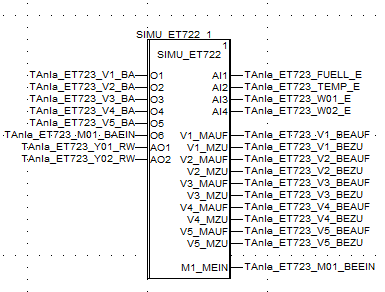 SIMU_ET722_1
1
SIMU_ET722
TAnla_ET723_V1_BA O1 AI1 TAnla_ET723_FUELL_E
TAnla_ET723_V2_BA O2 AI2 TAnla_ET723_TEMP_E
TAnla_ET723_V3_BA O3 AI3 TAnla_ET723_W01_E
TAnla_ET723_V4_BA O4 AI4 TAnla_ET723_W02_E
TAnla_ET723_V5_BA O5
TAnla_ET723_M01_BAEIN O6 V1_MAUF TAnla_ET723_V1_BEAUF
TAnla_ET723_Y01_RW AO1 V1_MZU TAnla_ET723_V1_BEZU
TAnla_ET723_Y02_RW AO2 V2_MAUF TAnla_ET723_V2_BEAUF
V2_MZU TAnla_ET723_V2_BEZU
V3_MAUF TAnla_ET723_V3_BEAUF
V3_MZU TAnla_ET723_V3_BEZU
V4_MAUF TAnla_ET723_V4_BEAUF
V4_MZU TAnla_ET723_V4_BEZU
V5_MAUF TAnla_ET723_V5_BEAUF
V5_MZU TAnla_ET723_V5_BEZU
M1_MEIN TAnla_ET723_M01_BEEIN